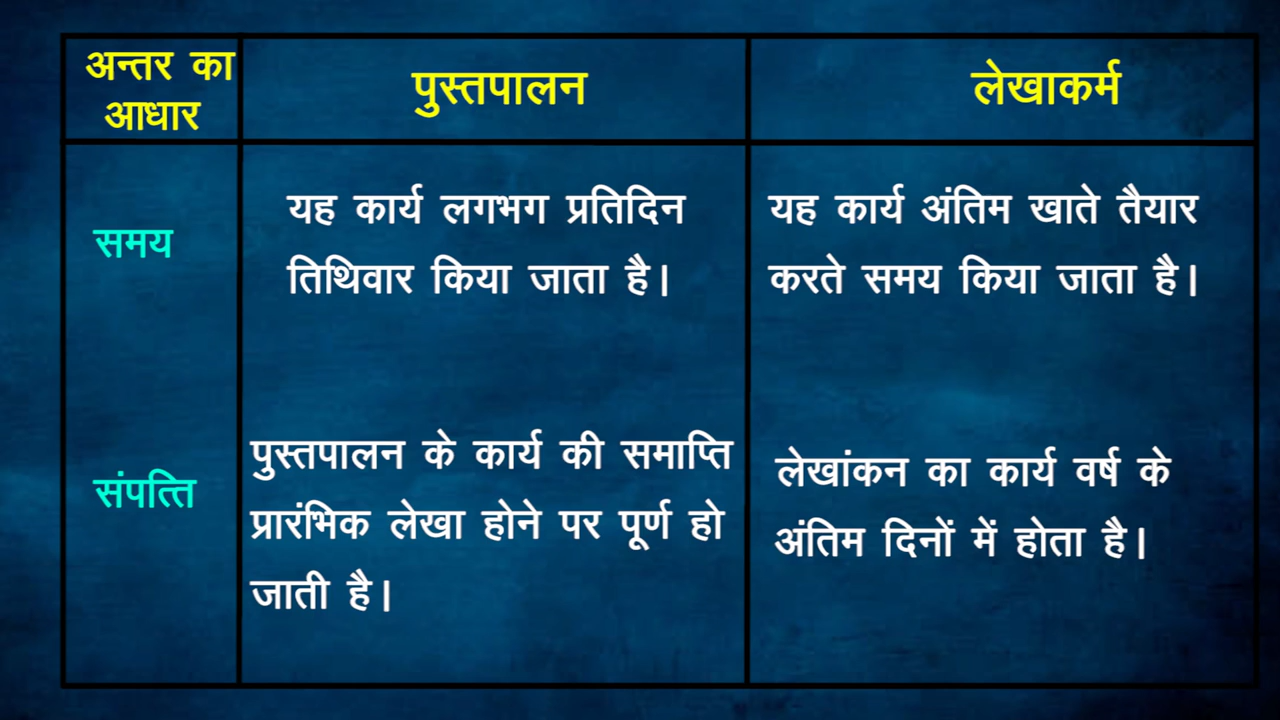 अन्तर का
आधार
पुस्तपालन
लेखाकर्म
समय
यह कार्य लगभग प्रतिदिन
तिथिवार किया जाता है।
यह कार्य अंतिम खाते तैयार
करते समय किया जाता है।
संपत्ति
पुस्तपालन के कार्य की समाप्ति
प्रारंभिक लेखा होने पर पूर्ण हो
जाती है।
लेखांकन का कार्य वर्ष के
अंतिम दिनों में होता है।